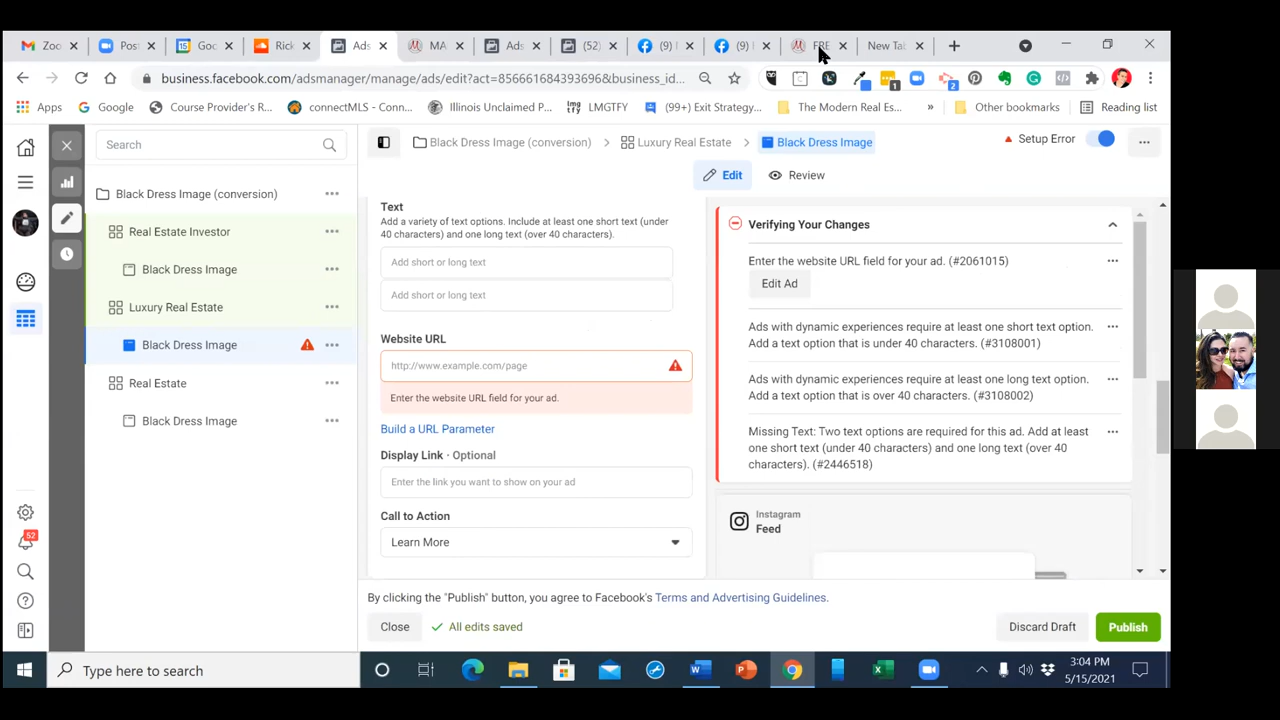 Zoo
Pos
Goo
Rick
Ads
MA
Ads
(52)
(9)
(9)
FRE
New Tab
business.facebook.com/adsmanager/manage/ads/edit?act=856661684393696&business_id...
Apps
Google
Course Provider's R...
connectMLS - Conn...
Illinois Unclaimed P...
LMGTFY
(99+) Exit Strategy...
The Modern Real Es...
»
Other bookmarks
Reading list
Search
Black Dress Image (conversion)
Real Estate Investor
Black Dress Image
Luxury Real Estate
Black Dress Image
Real Estate
Black Dress Image
52
Black Dress Image (conversion) > Luxury Real Estate > Black Dress Image
Setup Error
Edit
Review
Text
Add a variety of text options. Include at least one short text (under
40 characters) and one long text (over 40 characters).
Add short or long text
Add short or long text
Website URL
http://www.example.com/page
Enter the website URL field for your ad.
Build a URL Parameter
Display Link · Optional
Enter the link you want to show on your ad
Call to Action
Learn More
Verifying Your Changes
Enter the website URL field for your ad. (#2061015)
Edit Ad
Ads with dynamic experiences require at least one short text option.
Add a text option that is under 40 characters. (#3108001)
Ads with dynamic experiences require at least one long text option.
Add a text option that is over 40 characters. (#3108002)
Missing Text: Two text options are required for this ad. Add at least
one short text (under 40 characters) and one long text (over 40
characters). (#2446518)
Instagram
Feed
By clicking the "Publish" button, you agree to Facebook's Terms and Advertising Guidelines.
Close
All edits saved
Discard Draft
Publish
Type here to search
3:04 PM
5/15/2021